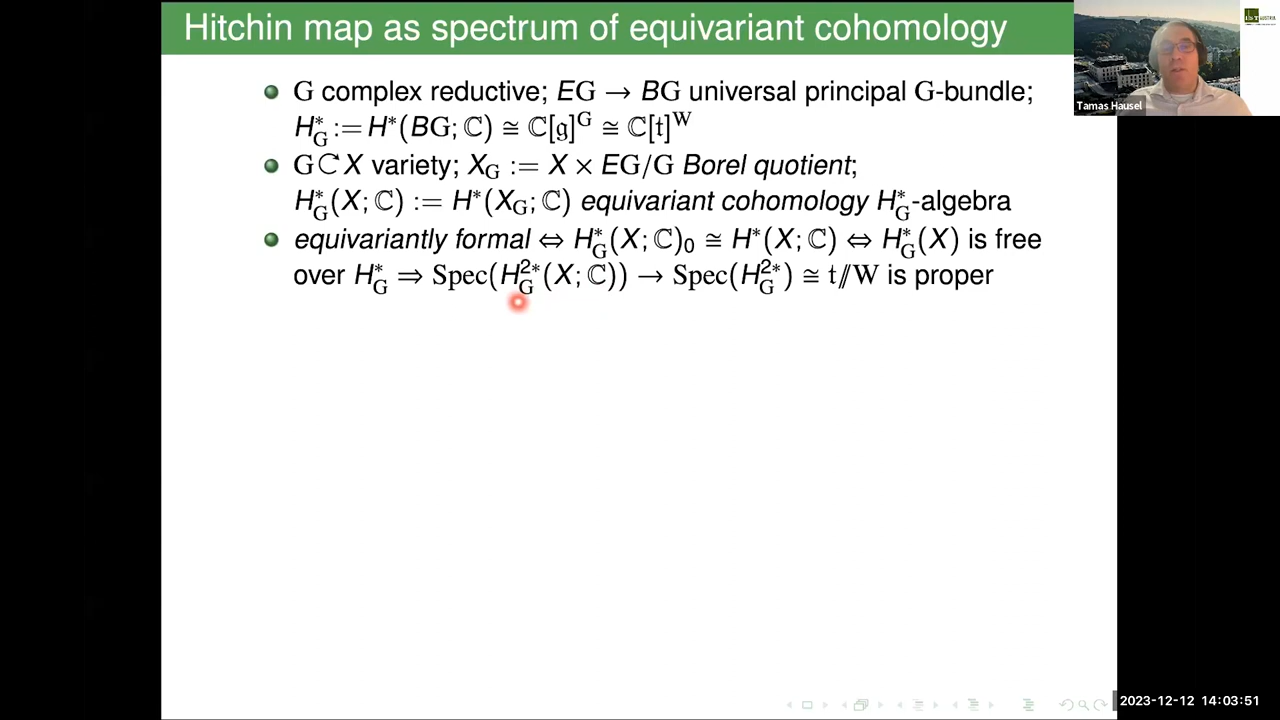 Hitchin map as spectrum of equivariant cohomology
G complex reductive; EG → BG universal principal G-bundle;
H*_G := H*(BG; ℂ) ≅ ℂ[𝔤]^G ≅ ℂ[𝔱]^W
G⊂X variety; X_G := X × EG/G Borel quotient;
H*_G(X; ℂ) := H*(X_G; ℂ) equivariant cohomology H*_G-algebra
equivariantly formal ⇔ H*_G(X; ℂ)_0 ≅ H*(X; ℂ) ⇔ H*_G(X) is free
over H*_G ⇒ Spec(H^{2*}_G(X; ℂ)) → Spec(H^{2*}_G) ≅ 𝔱//W is proper
Tamas Hausel
2023-12-12 14:03:51